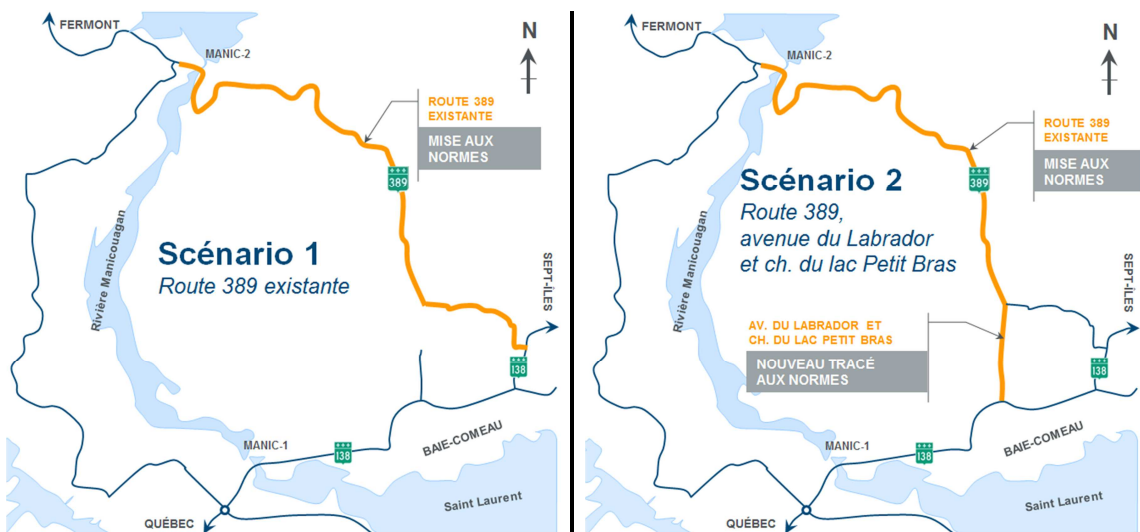 FERMONT
MANIC-2
N
ROUTE 389
EXISTANTE
MISE AUX
NORMES
389
Rivière Manicouagan
Scénario 1
Route 389 existante
SEPT-ÎLES
138
MANIC-1
138
BAIE-COMEAU
Saint Laurent
QUÉBEC
FERMONT
MANIC-2
N
ROUTE 389
EXISTANTE
MISE AUX
NORMES
389
Scénario 2
Route 389,
avenue du Labrador
et ch. du lac Petit Bras
Rivière Manicouagan
SEPT-ÎLES
AV. DU LABRADOR ET
CH. DU LAC PETIT BRAS
NOUVEAU TRACÉ
AUX NORMES
138
MANIC-1
138
BAIE-COMEAU
Saint Laurent
QUÉBEC